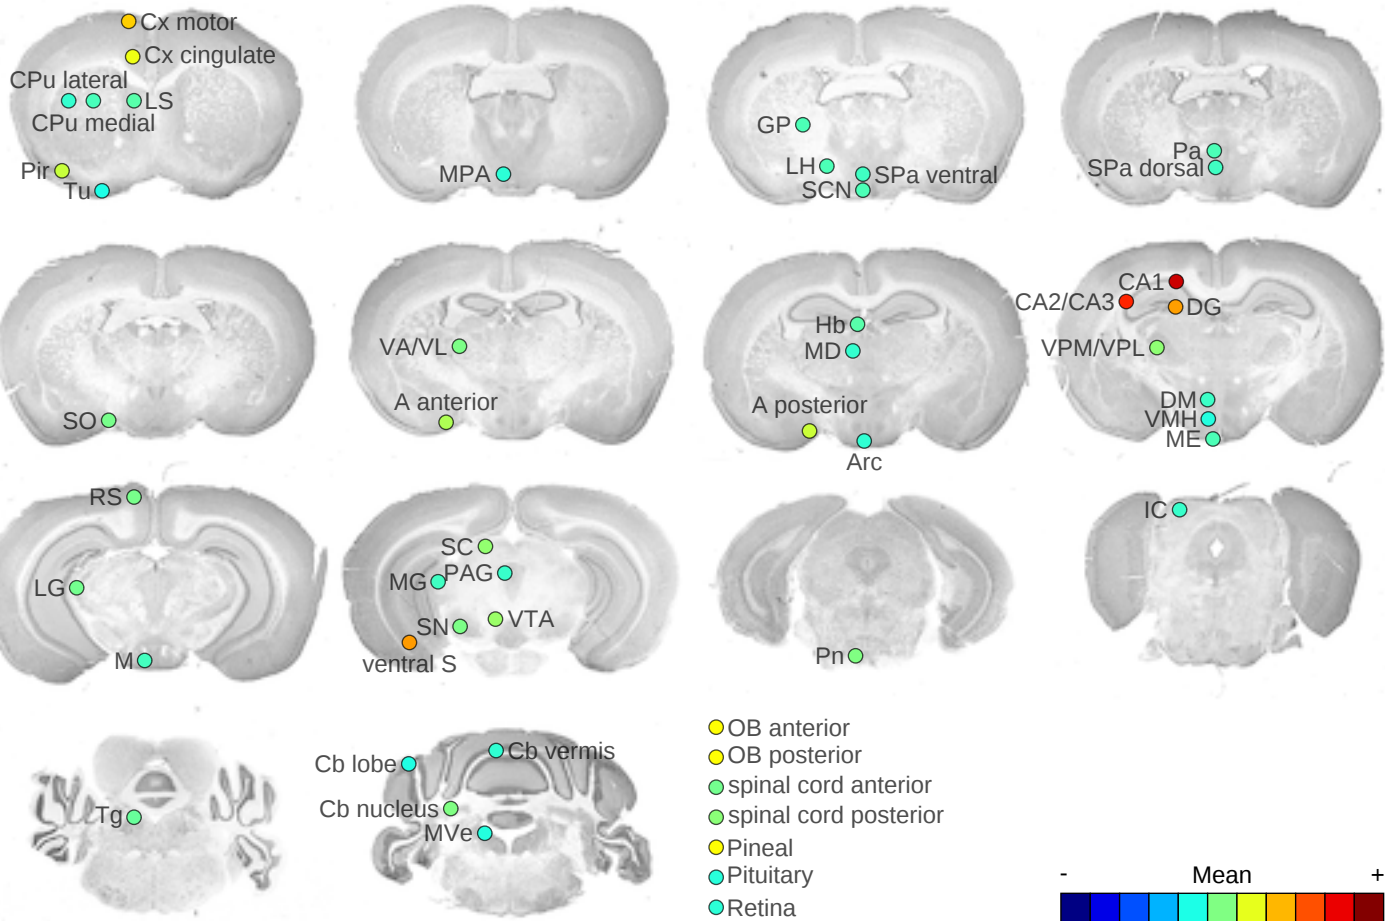 Cx motor
Cx cingulate
CPu lateral
LS
CPu medial
Pir
Tu
MPA
GP
LH
SPa ventral
SCN
Pa
SPa dorsal
SO
VA/VL
A anterior
Hb
MD
A posterior
Arc
CA1
CA2/CA3
DG
VPM/VPL
DM
VMH
ME
RS
LG
M
SC
PAG
MG
VTA
SN
ventral S
Pn
IC
Tg
Cb vermis
Cb lobe
Cb nucleus
MVe
OB anterior
OB posterior
spinal cord anterior
spinal cord posterior
Pineal
Pituitary
Retina
- Mean +